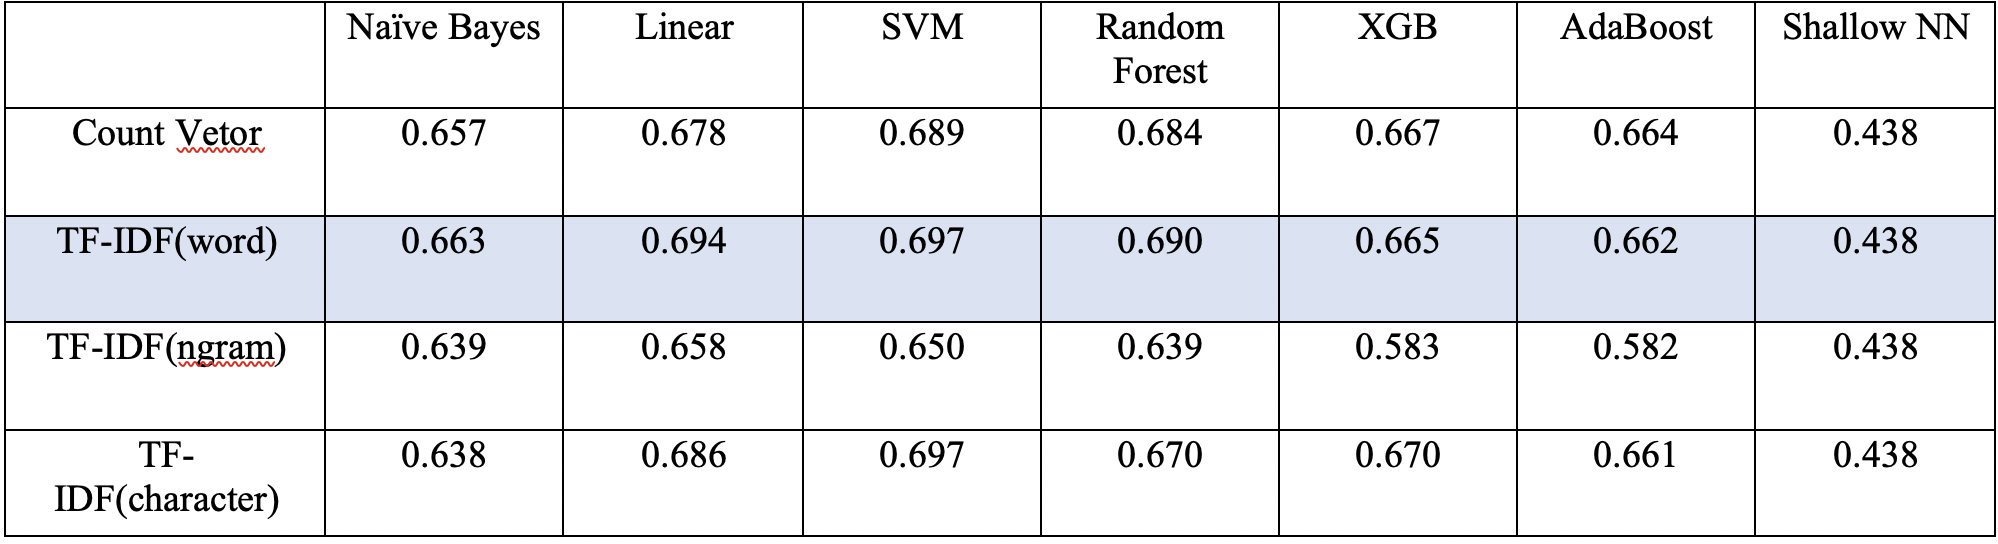 Naïve Bayes Linear SVM Random XGB AdaBoost Shallow NN
Forest
Count Vetor 0.657 0.678 0.689 0.684 0.667 0.664 0.438
TF-IDF(word) 0.663 0.694 0.697 0.690 0.665 0.662 0.438
TF-IDF(ngram) 0.639 0.658 0.650 0.639 0.583 0.582 0.438
TF- 0.638 0.686 0.697 0.670 0.670 0.661 0.438
IDF(character)